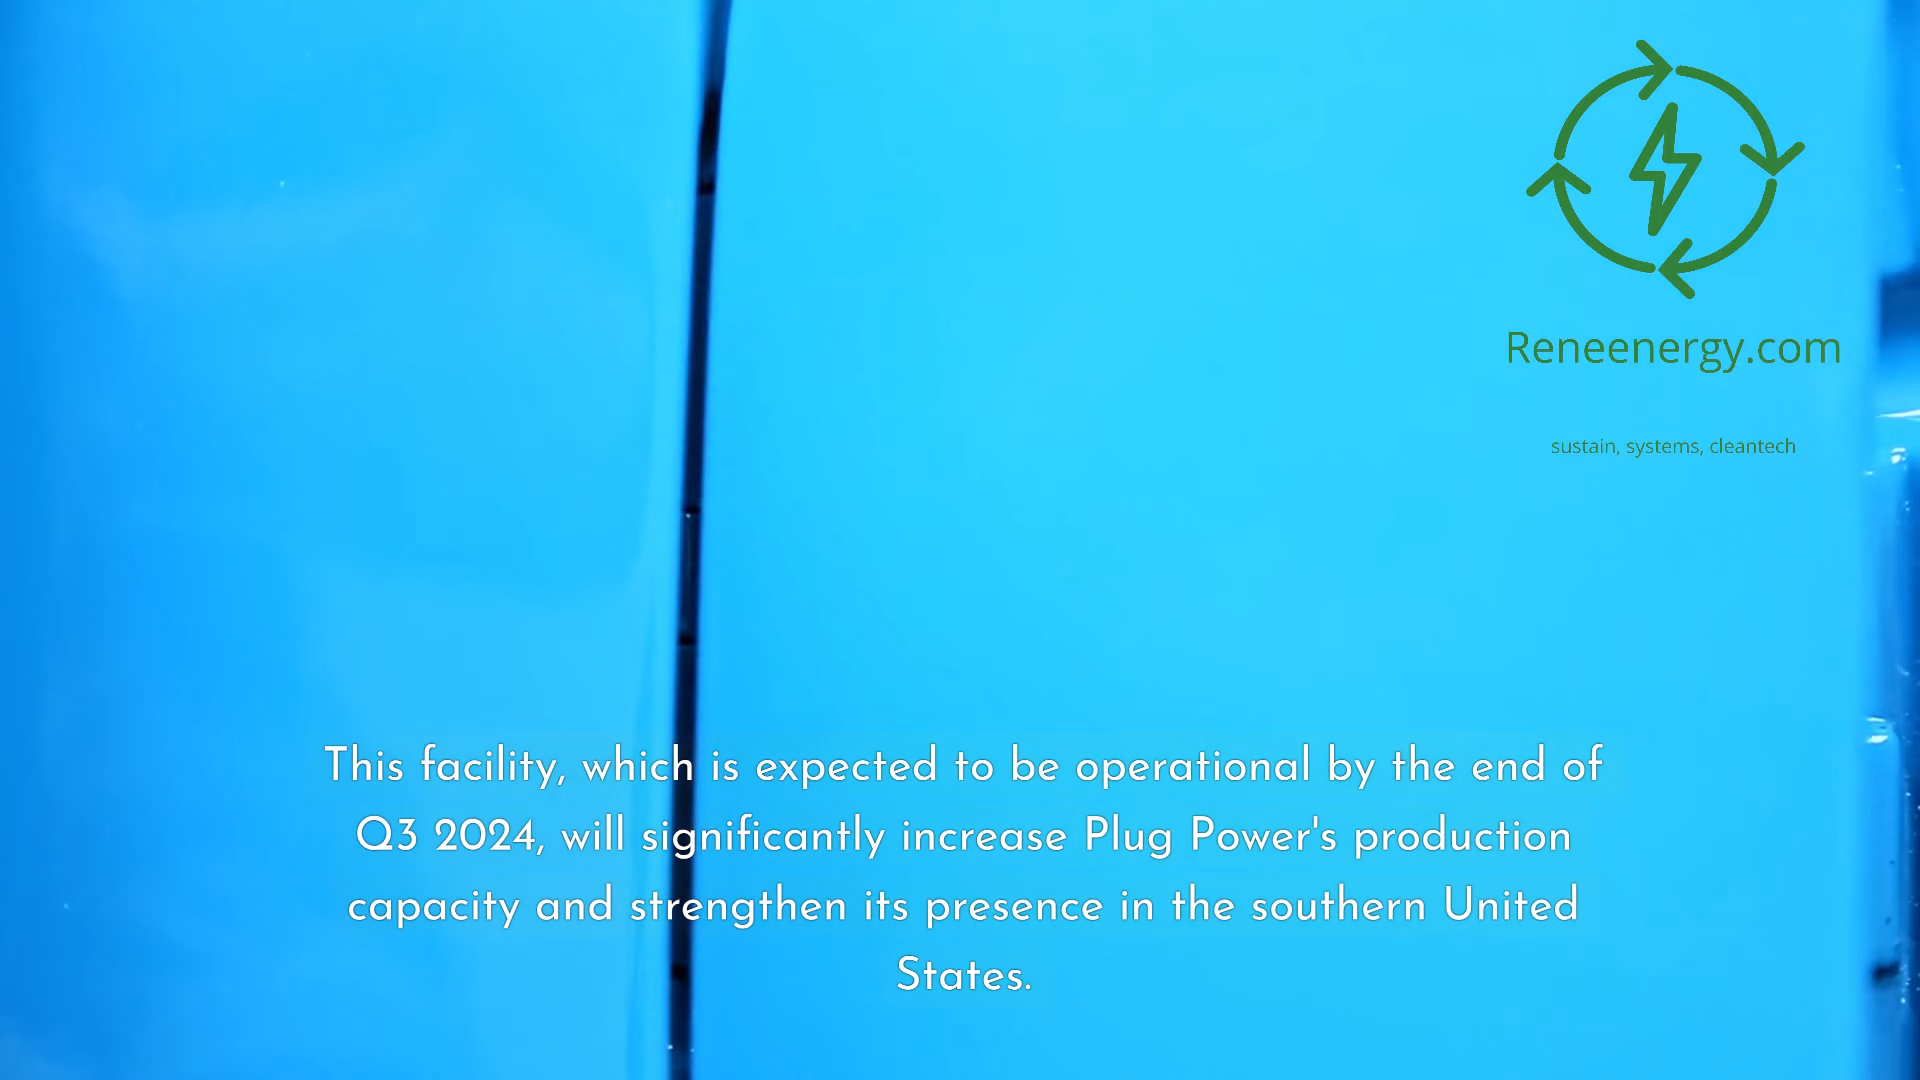 Reneenergy.com
sustain, systems, cleantech
This facility, which is expected to be operational by the end of
Q3 2024, will significantly increase Plug Power's production
capacity and strengthen its presence in the southern United
States.